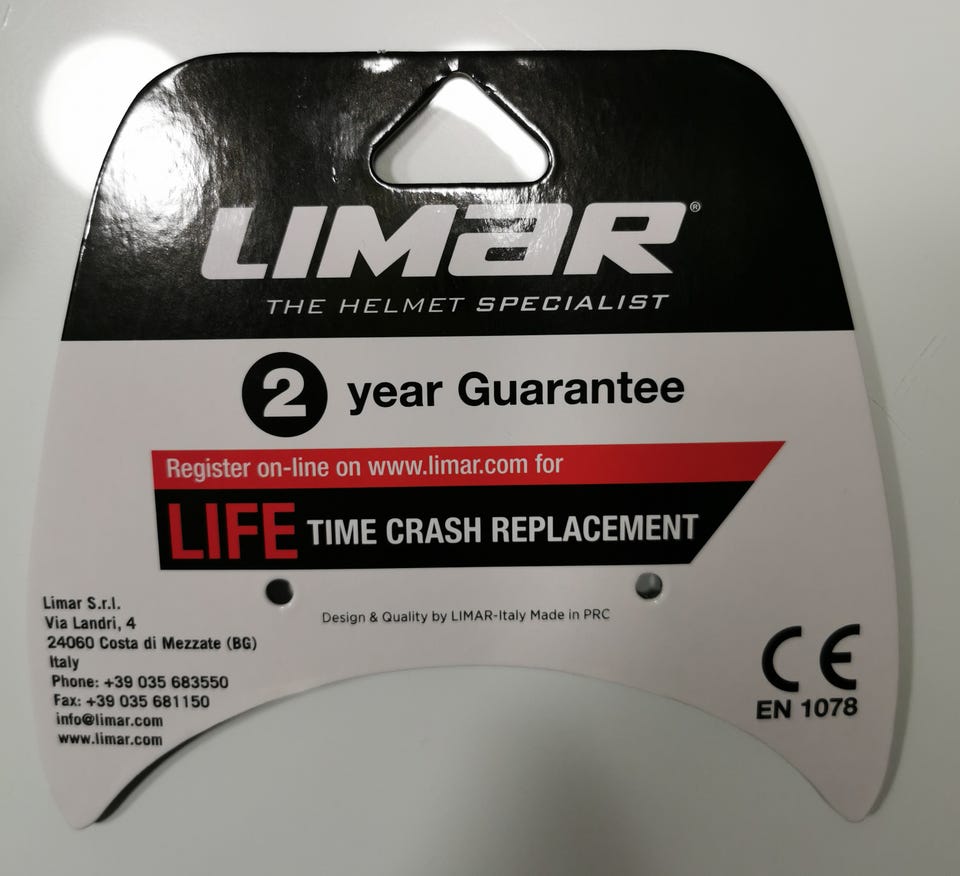 LIMAR®
THE HELMET SPECIALIST
2 year Guarantee
Register on-line on www.limar.com for
LIFE TIME CRASH REPLACEMENT
Design & Quality by LIMAR-Italy Made in PRC
Limar S.r.l.
Via Landri, 4
24060 Costa di Mezzate (BG)
Italy
Phone: +39 035 683550
Fax: +39 035 681150
info@limar.com
www.limar.com
CE
EN 1078